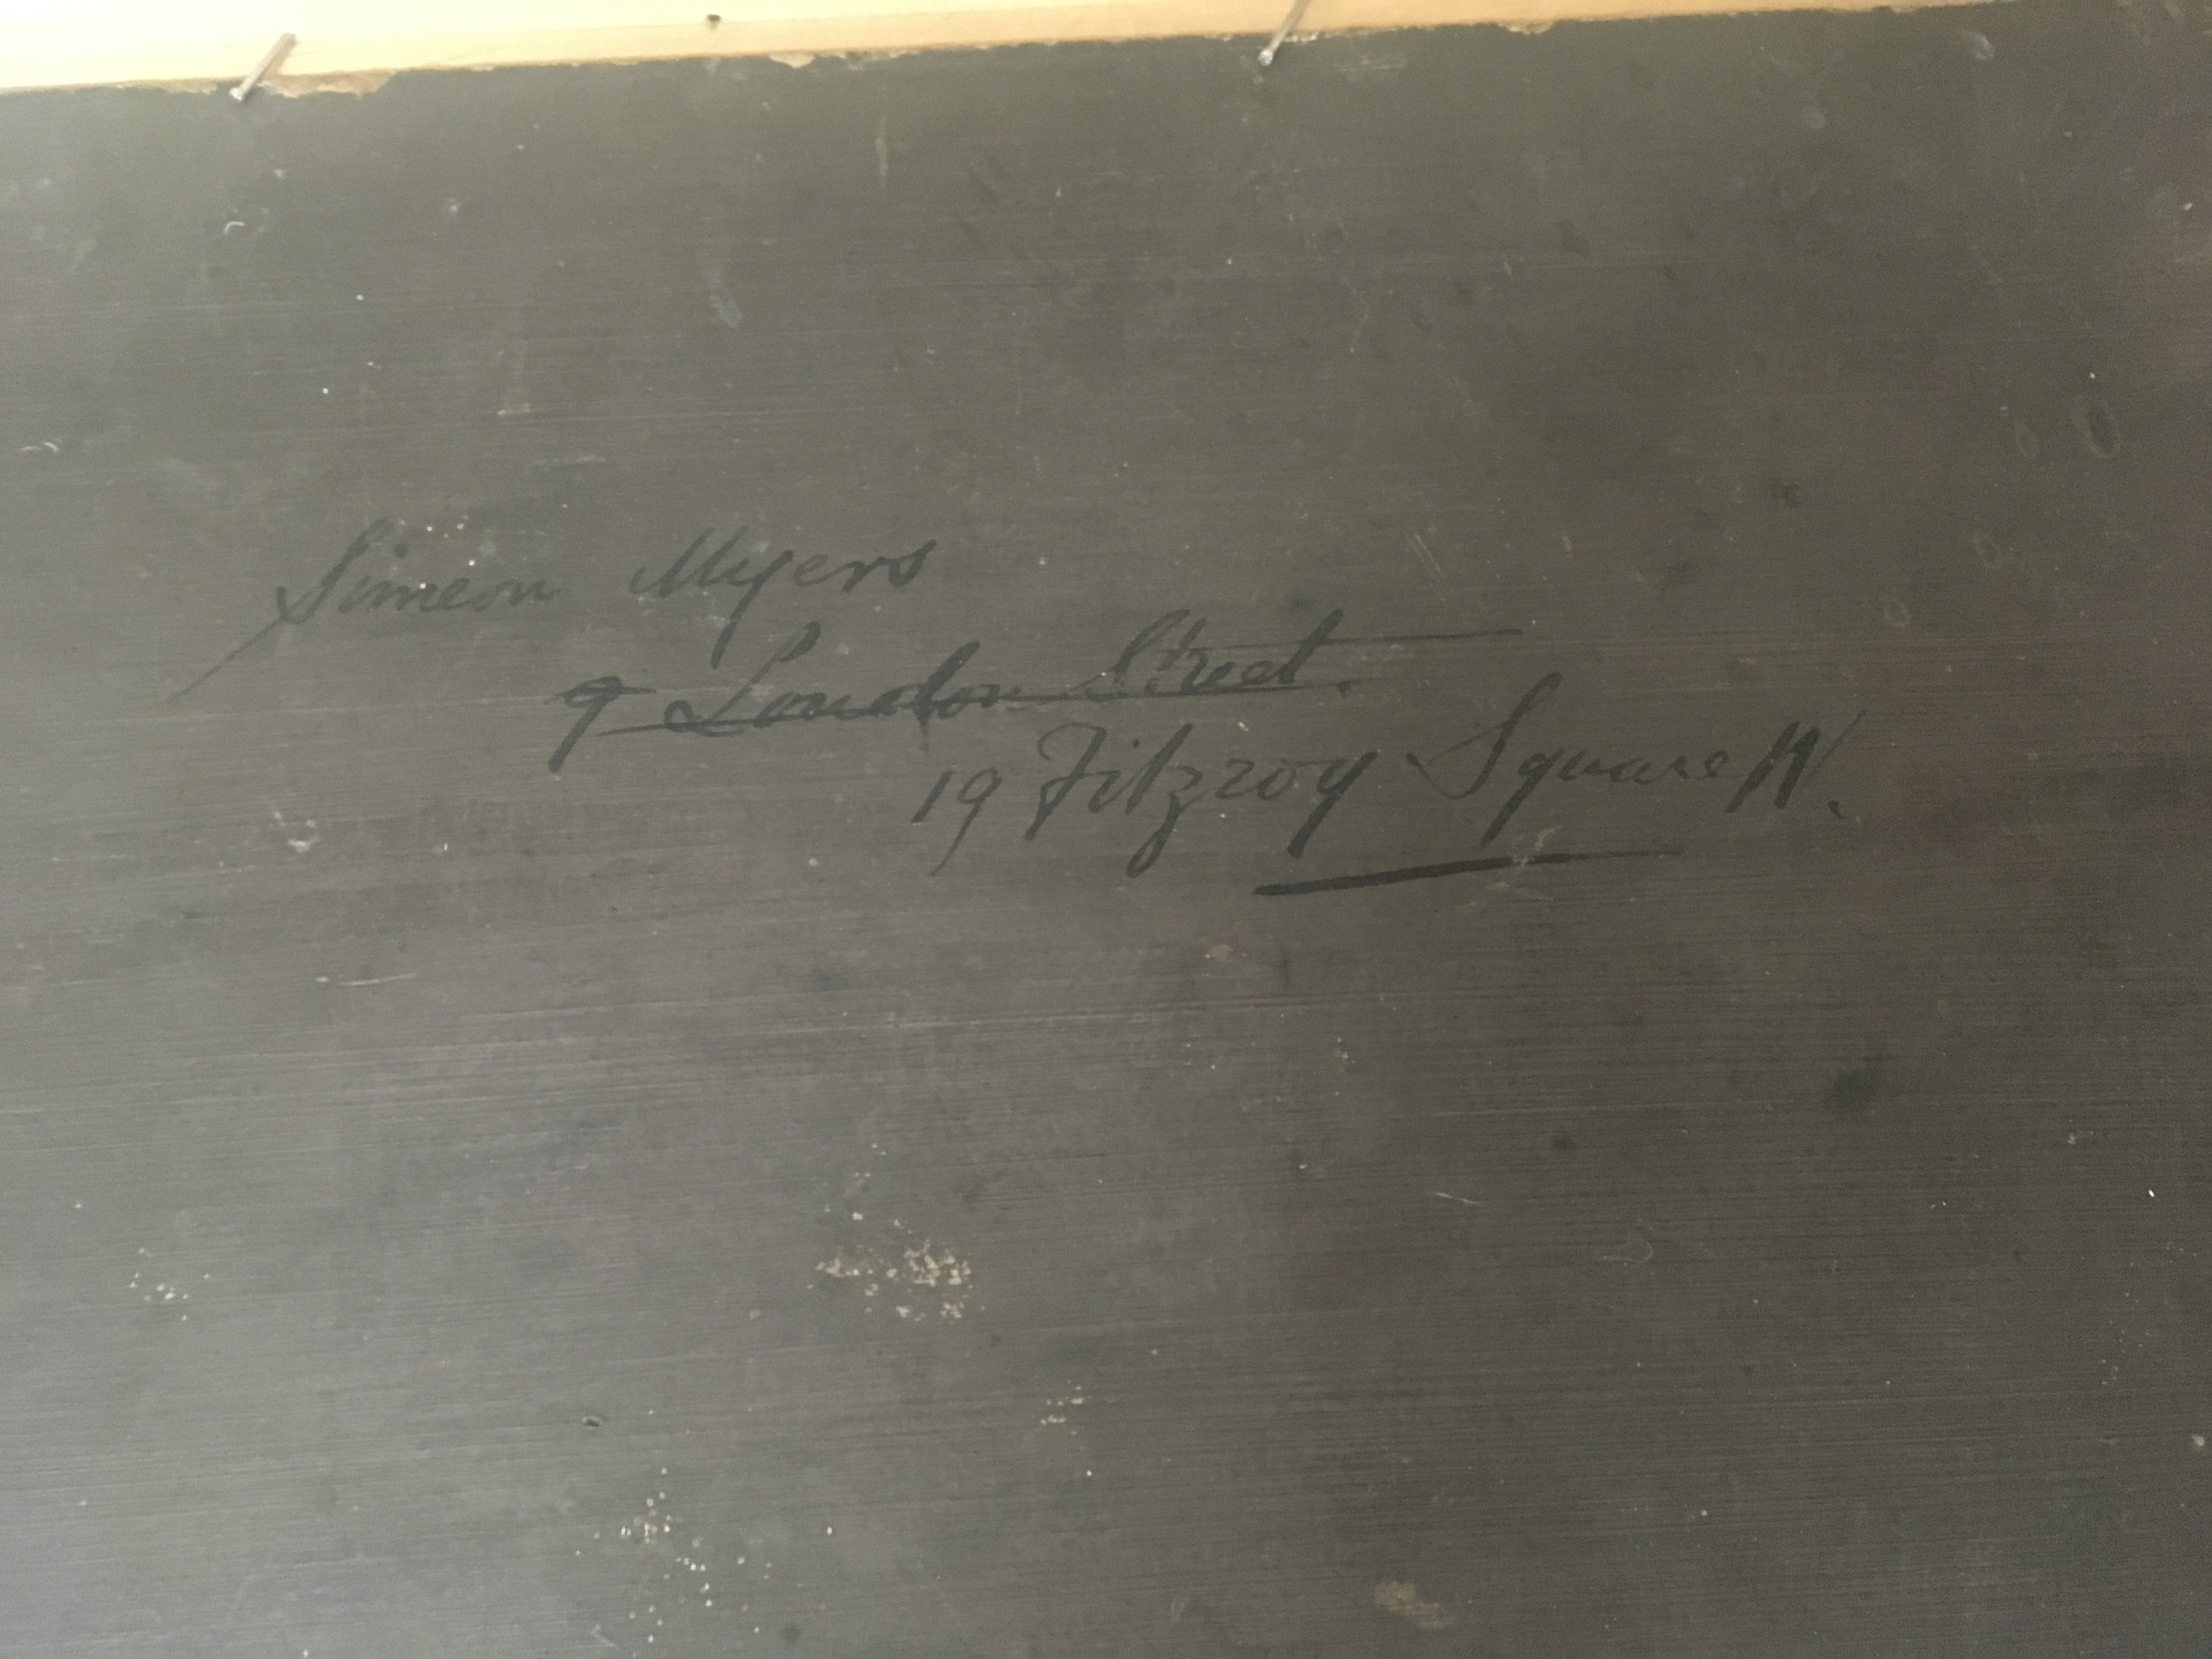 Simeon Myers
9 London Street.
19 Fitzroy Square W.